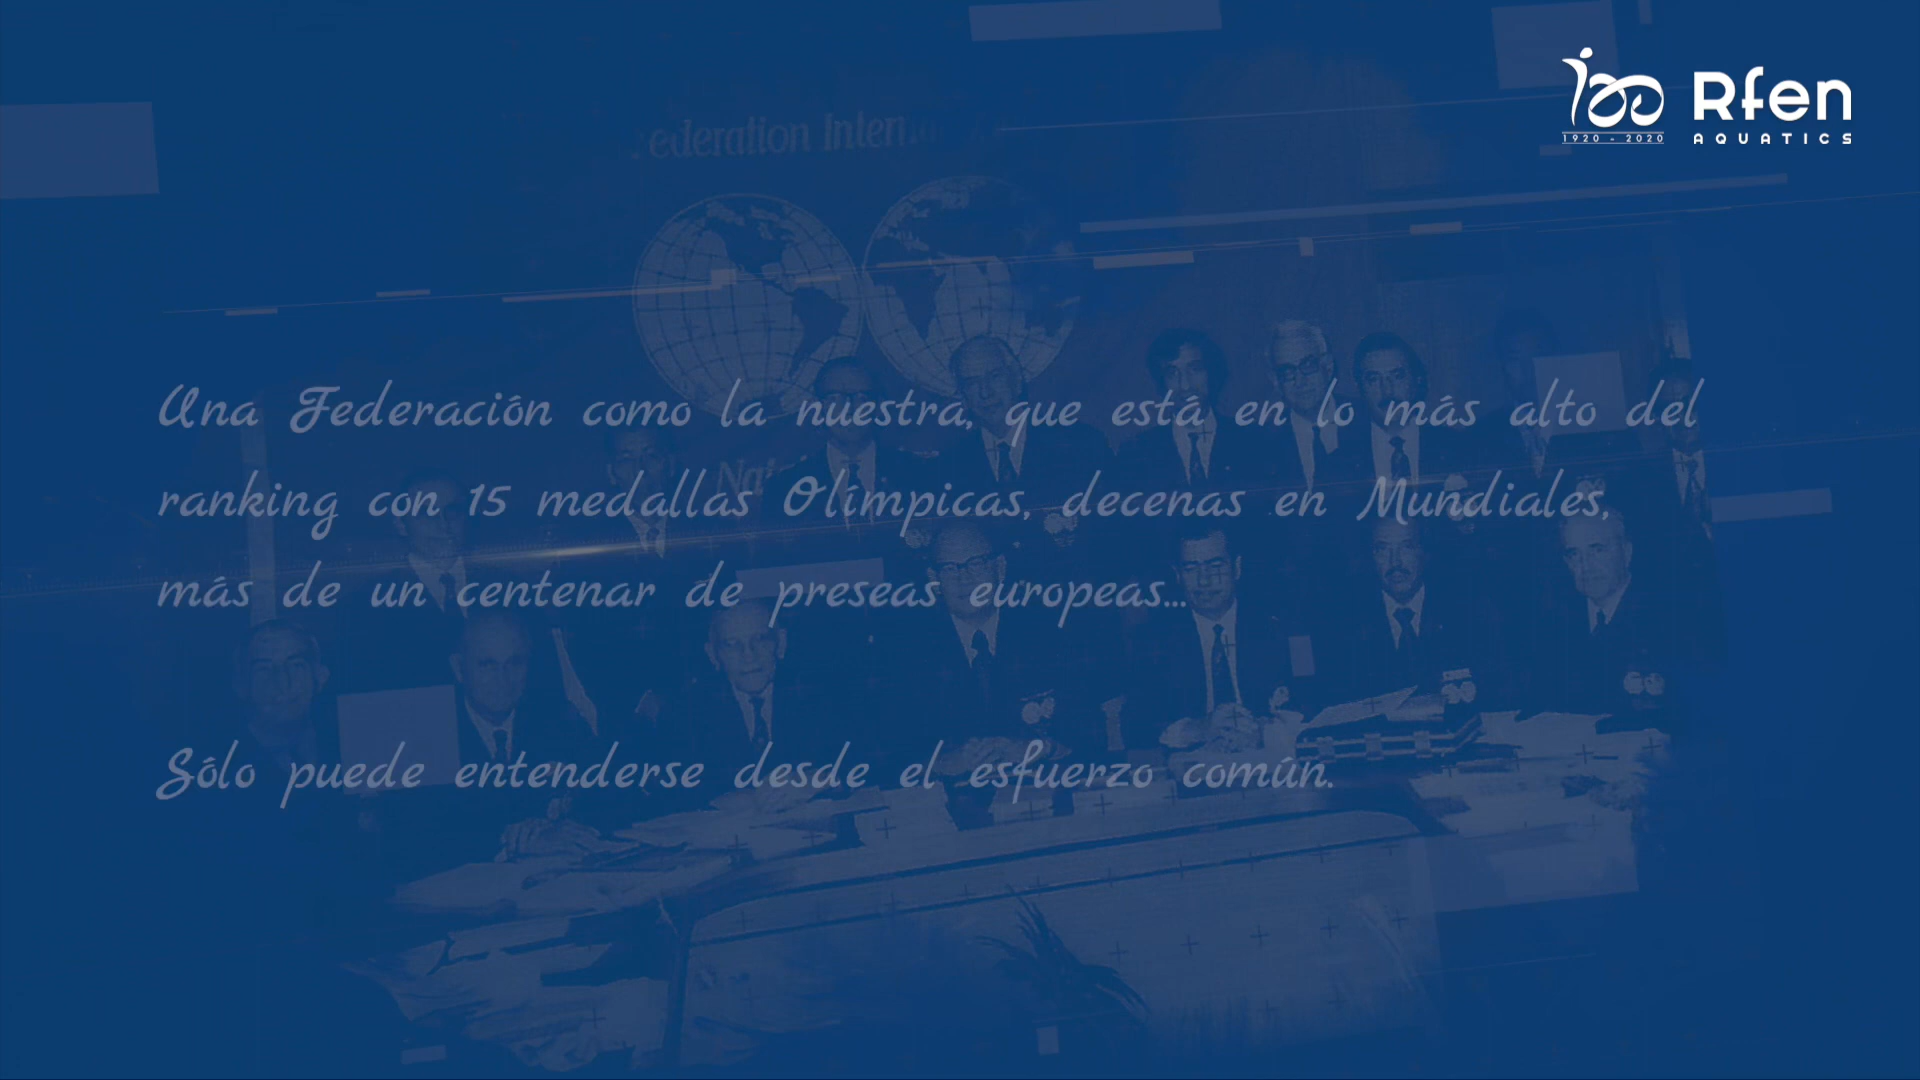 ederation Inter
100 Rfen
1920 - 2020 AQUATICS
Una Federación como la nuestra, que está en lo más alto del
ranking con 15 medallas Olímpicas, decenas en Mundiales,
más de un centenar de preseas europeas...
Sólo puede entenderse desde el esfuerzo común.